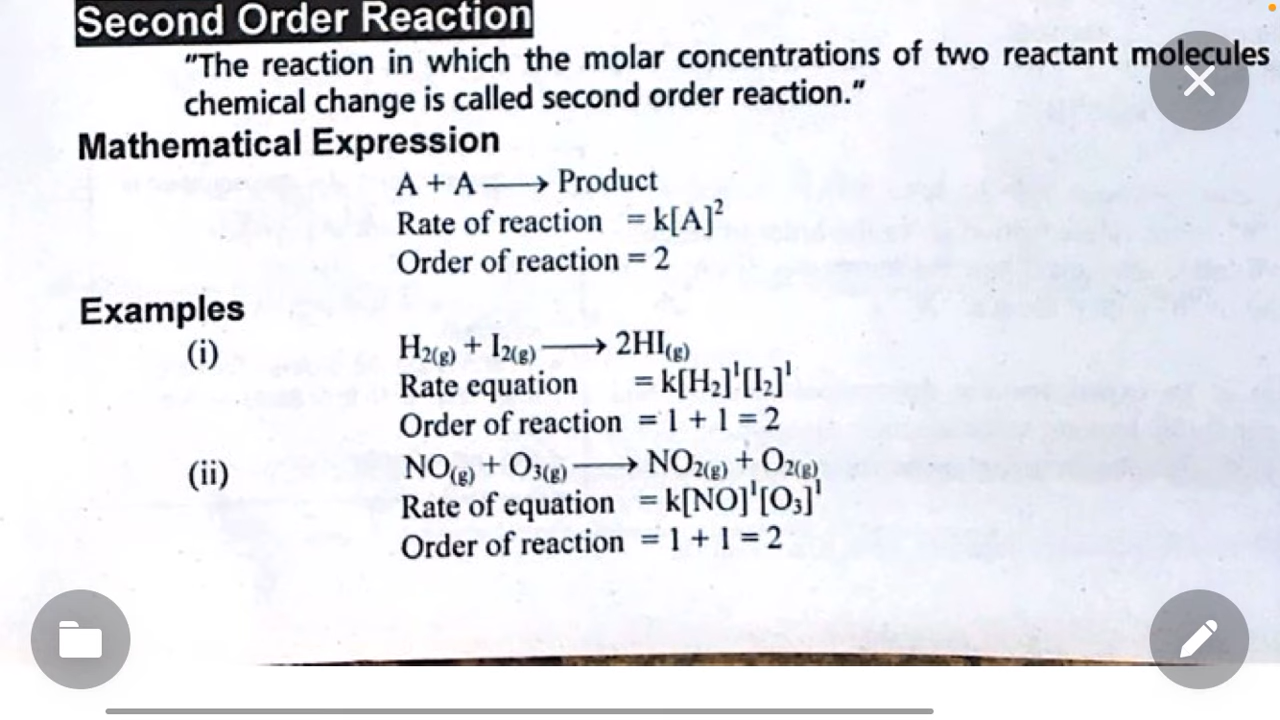 Second Order Reaction
"The reaction in which the molar concentrations of two reactant molecules
chemical change is called second order reaction."
Mathematical Expression
A + A ⟶ Product
Rate of reaction = k[A]²
Order of reaction = 2
Examples
(i) H₂(g) + I₂(g) ⟶ 2HI(g)
Rate equation = k[H₂]¹[I₂]¹
Order of reaction = 1 + 1 = 2
(ii) NO(g) + O₃(g) ⟶ NO₂(g) + O₂(g)
Rate of equation = k[NO]¹[O₃]¹
Order of reaction = 1 + 1 = 2